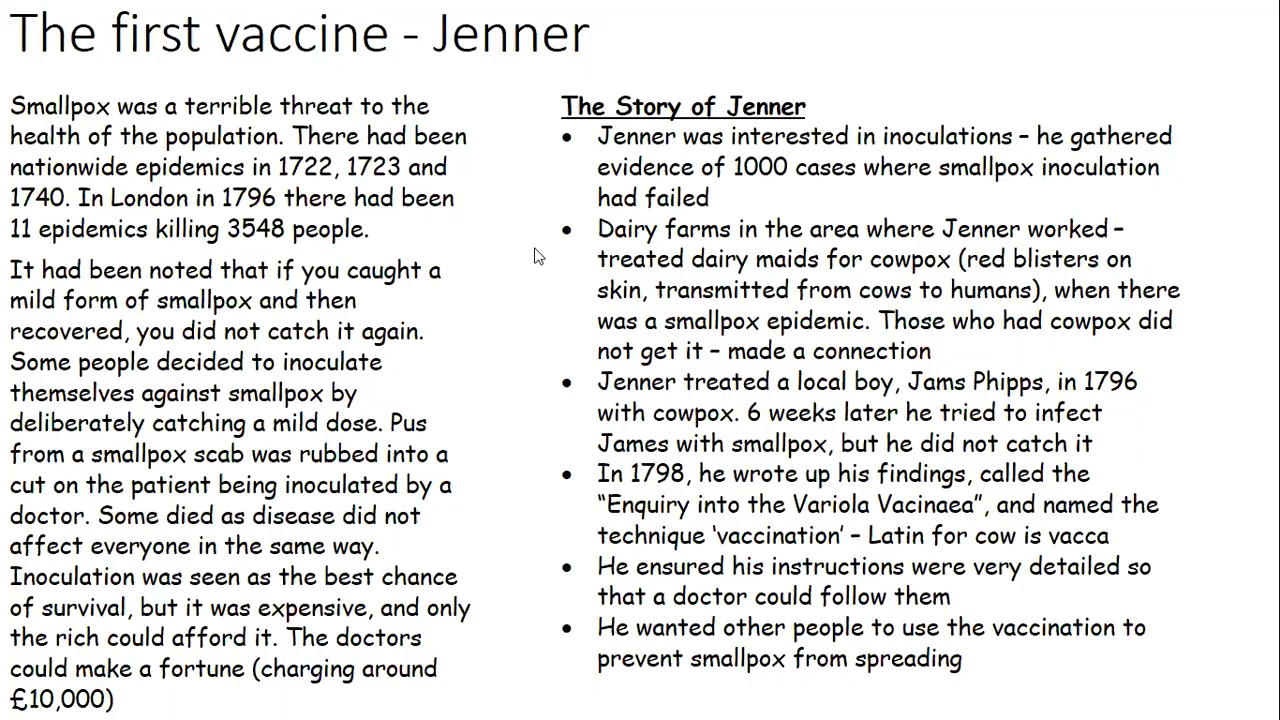 The first vaccine - Jenner
Smallpox was a terrible threat to the
health of the population. There had been
nationwide epidemics in 1722, 1723 and
1740. In London in 1796 there had been
11 epidemics killing 3548 people.
It had been noted that if you caught a
mild form of smallpox and then
recovered, you did not catch it again.
Some people decided to inoculate
themselves against smallpox by
deliberately catching a mild dose. Pus
from a smallpox scab was rubbed into a
cut on the patient being inoculated by a
doctor. Some died as disease did not
affect everyone in the same way.
Inoculation was seen as the best chance
of survival, but it was expensive, and only
the rich could afford it. The doctors
could make a fortune (charging around
£10,000)
The Story of Jenner
• Jenner was interested in inoculations – he gathered
evidence of 1000 cases where smallpox inoculation
had failed
• Dairy farms in the area where Jenner worked –
treated dairy maids for cowpox (red blisters on
skin, transmitted from cows to humans), when there
was a smallpox epidemic. Those who had cowpox did
not get it – made a connection
• Jenner treated a local boy, Jams Phipps, in 1796
with cowpox. 6 weeks later he tried to infect
James with smallpox, but he did not catch it
• In 1798, he wrote up his findings, called the
“Enquiry into the Variola Vacinaea”, and named the
technique ‘vaccination’ – Latin for cow is vacca
• He ensured his instructions were very detailed so
that a doctor could follow them
• He wanted other people to use the vaccination to
prevent smallpox from spreading